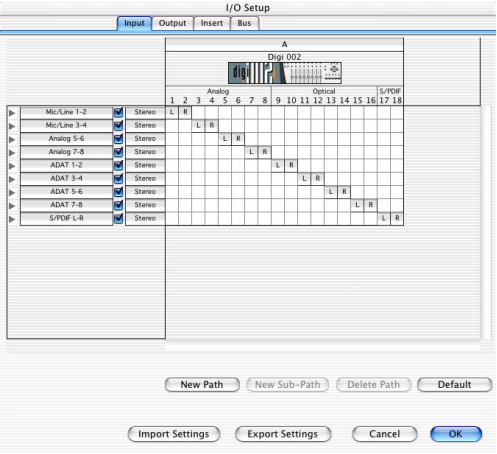 I/O Setup
Input Output Insert Bus
A
Digi 002
digi
Analog Optical S/PDIF
1 2 3 4 5 6 7 8 9 10 11 12 13 14 15 16 17 18
Mic/Line 1-2 Stereo L R
Mic/Line 3-4 Stereo L R
Analog 5-6 Stereo L R
Analog 7-8 Stereo L R
ADAT 1-2 Stereo L R
ADAT 3-4 Stereo L R
ADAT 5-6 Stereo L R
ADAT 7-8 Stereo L R
S/PDIF L-R Stereo L R
New Path New Sub-Path Delete Path Default
Import Settings Export Settings Cancel OK